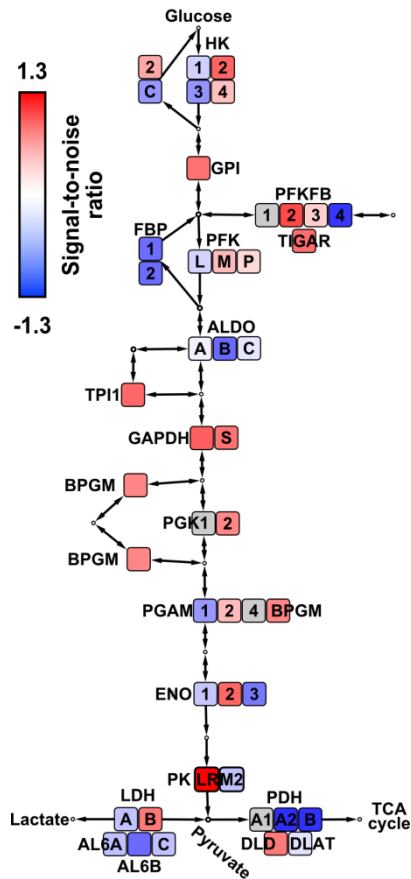 Glucose
HK
1.3
2
1 2
C
3 4
Signal-to-noise
ratio
GPI
PFKFB
1 2 3 4
TIGAR
FBP
PFK
1
2
L M P
-1.3
ALDO
A B C
TPI1
GAPDH S
BPGM
PGK1 2
BPGM
PGAM 1 2 4 BPGM
ENO 1 2 3
PK LR M2
LDH
PDH
A B
A1 A2 B
Lactate
Pyruvate
TCA
cycle
AL6A C
DLD DLAT
AL6B